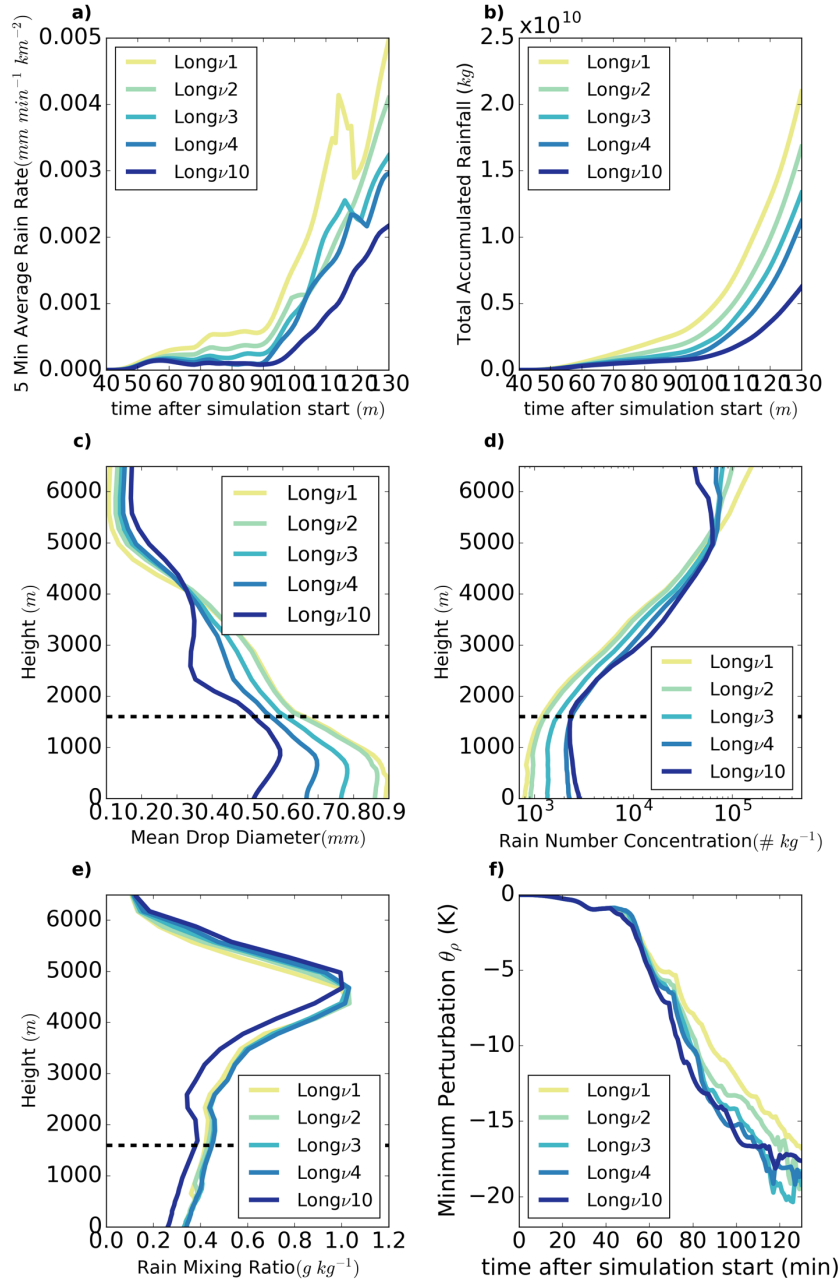 a)
5 Min Average Rain Rate(mm min⁻¹ km⁻²)
0.005
0.004
0.003
0.002
0.001
0.000
40 50 60 70 80 90 100 110 120 130
time after simulation start (m)
Longν1
Longν2
Longν3
Longν4
Longν10
b)
×10¹⁰
Total Accumulated Rainfall (kg)
2.5
2.0
1.5
1.0
0.5
0.0
40 50 60 70 80 90 100 110 120 130
time after simulation start (m)
Longν1
Longν2
Longν3
Longν4
Longν10
c)
Height (m)
6000
5000
4000
3000
2000
1000
0
0.10 0.20 0.30 0.40 0.50 0.60 0.70 0.80 0.9
Mean Drop Diameter(mm)
Longν1
Longν2
Longν3
Longν4
Longν10
d)
Height (m)
6000
5000
4000
3000
2000
1000
0
10³ 10⁴ 10⁵
Rain Number Concentration(# kg⁻¹)
Longν1
Longν2
Longν3
Longν4
Longν10
e)
Height (m)
6000
5000
4000
3000
2000
1000
0
0.0 0.2 0.4 0.6 0.8 1.0 1.2
Rain Mixing Ratio(g kg⁻¹)
Longν1
Longν2
Longν3
Longν4
Longν10
f)
Minimum Perturbation θρ (K)
0
−5
−10
−15
−20
0 20 40 60 80 100 120
time after simulation start (min)
Longν1
Longν2
Longν3
Longν4
Longν10